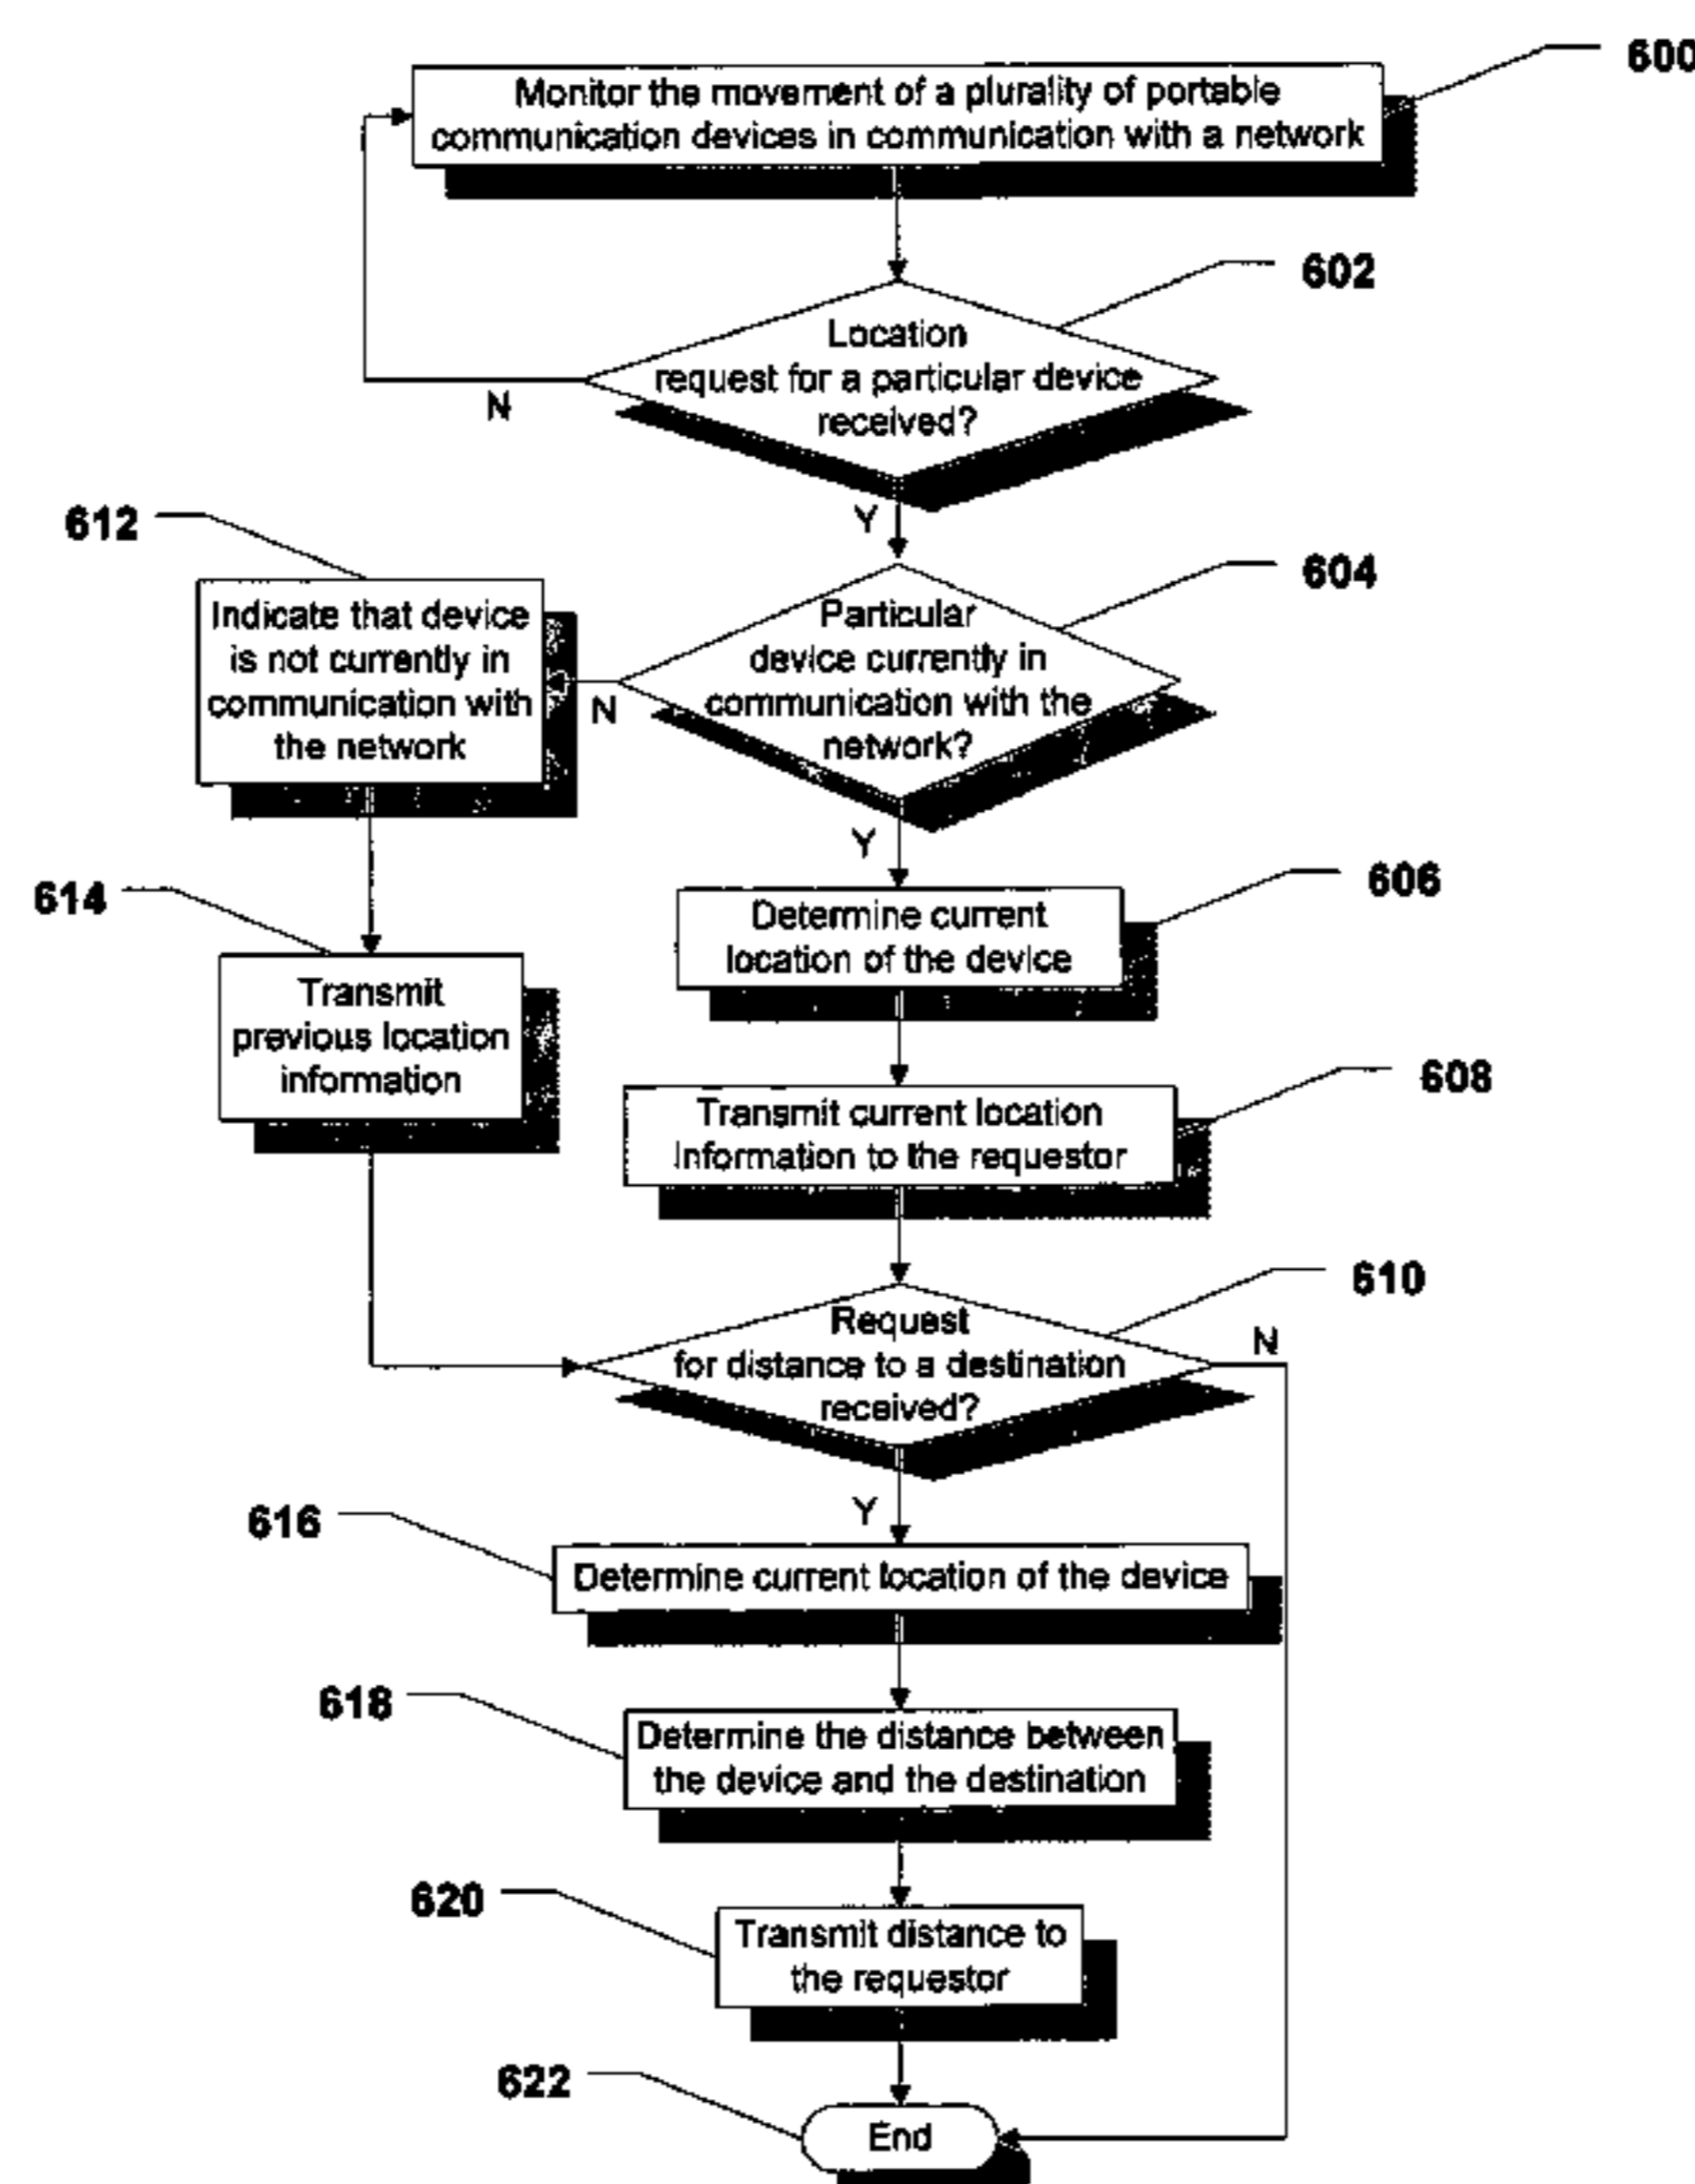 600
Monitor the movement of a plurality of portable
communication devices in communication with a network
602
Location
request for a particular device
received?
N
Y
612
604
Indicate that device
is not currently in
communication with
the network
Particular
device currently in
communication with the
network?
N
Y
614
606
Determine current
location of the device
Transmit
previous location
information
608
Transmit current location
Information to the requestor
610
Request
for distance to a destination
received?
N
Y
616
Determine current location of the device
618
Determine the distance between
the device and the destination
620
Transmit distance to
the requestor
622
End